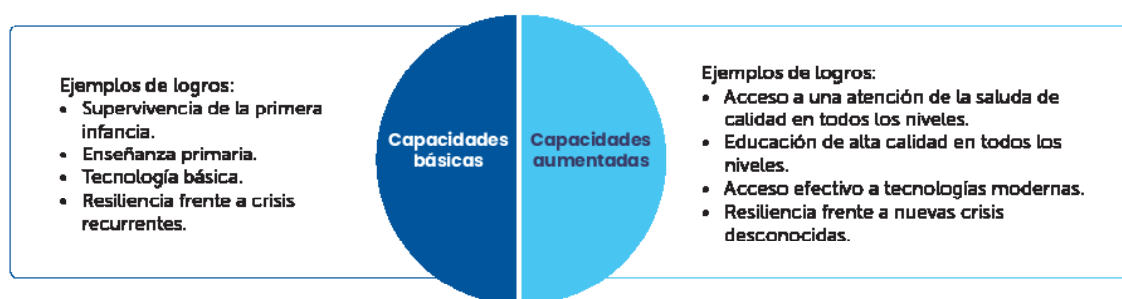 Ejemplos de logros:
• Supervivencia de la primera
infancia.
• Enseñanza primaria.
• Tecnología básica.
• Resiliencia frente a crisis
recurrentes.
Capacidades
básicas
Capacidades
aumentadas
Ejemplos de logros:
• Acceso a una atención de la saluda de
calidad en todos los niveles.
• Educación de alta calidad en todos los
niveles.
• Acceso efectivo a tecnologías modernas.
• Resiliencia frente a nuevas crisis
desconocidas.